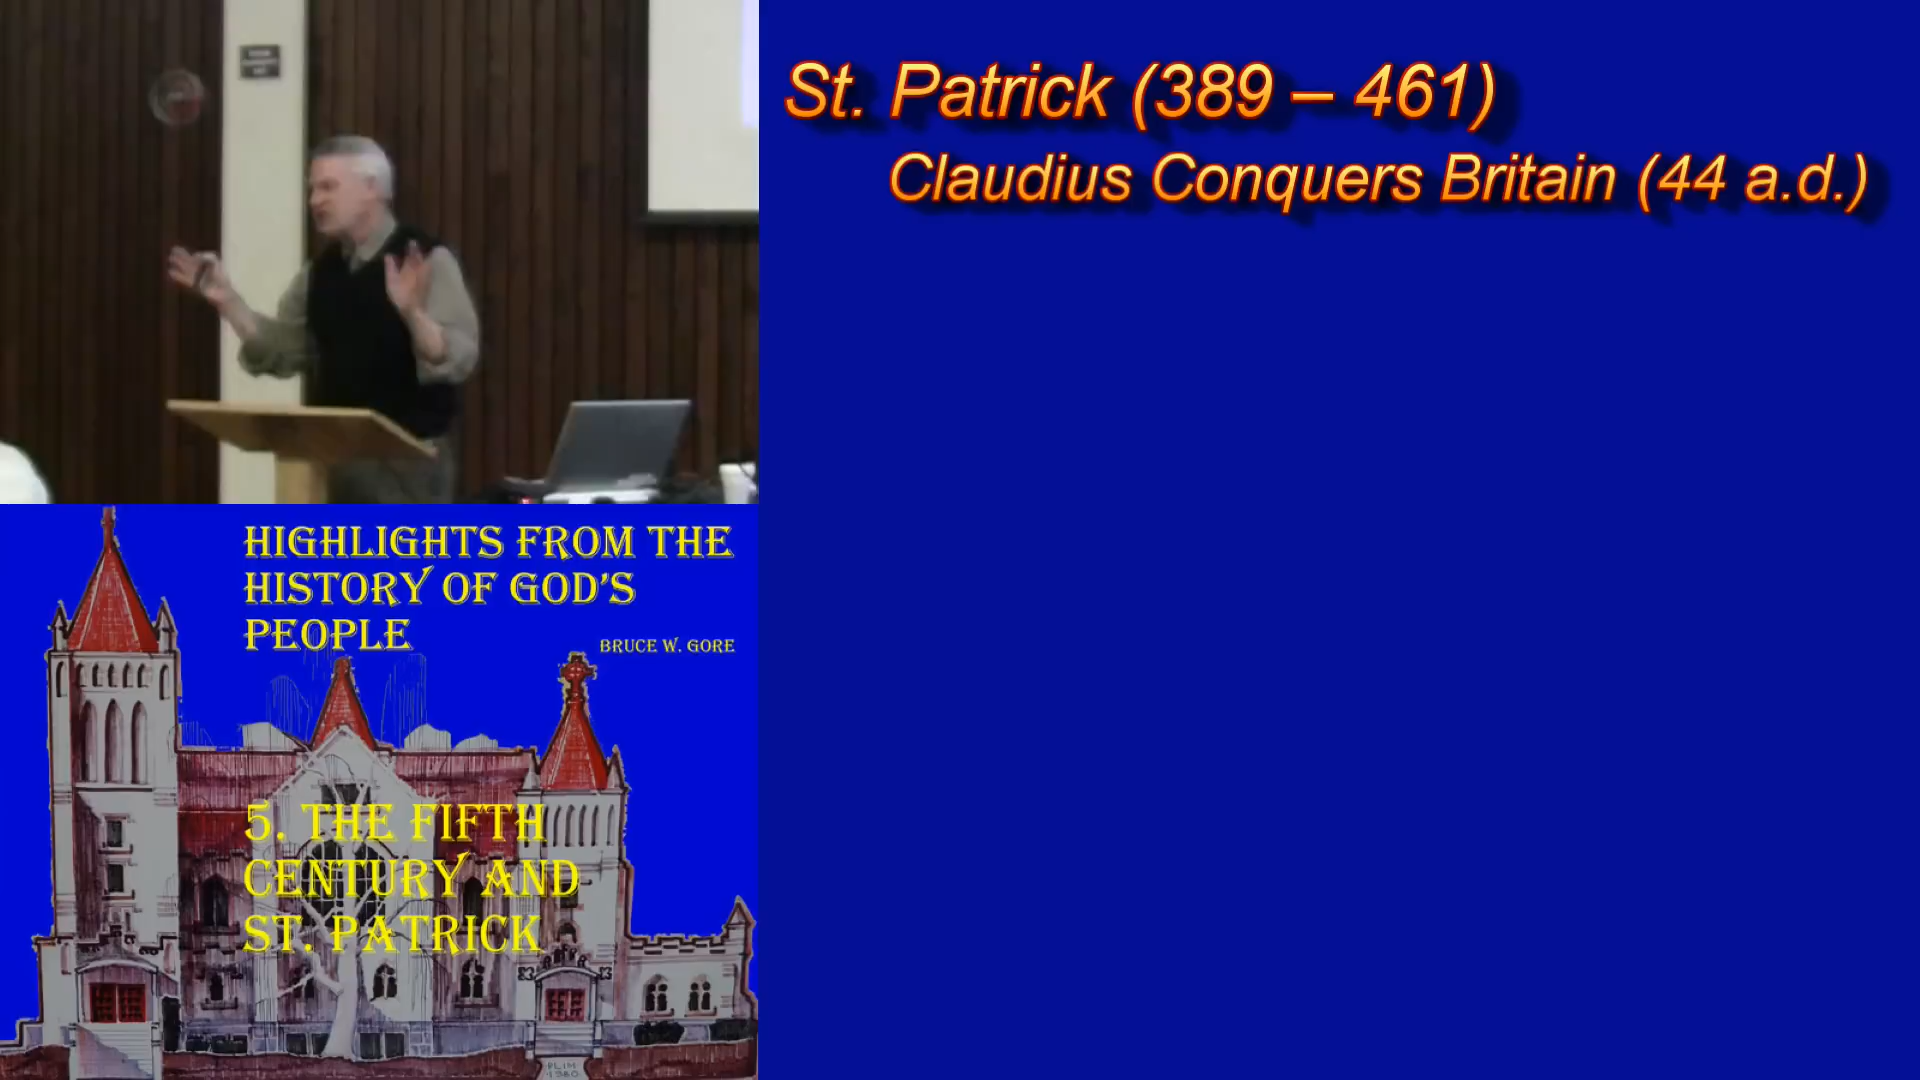 St. Patrick (389 – 461)
Claudius Conquers Britain (44 a.d.)
HIGHLIGHTS FROM THE
HISTORY OF GOD'S
PEOPLE
BRUCE W. GORE
5. THE FIFTH
CENTURY AND
ST. PATRICK